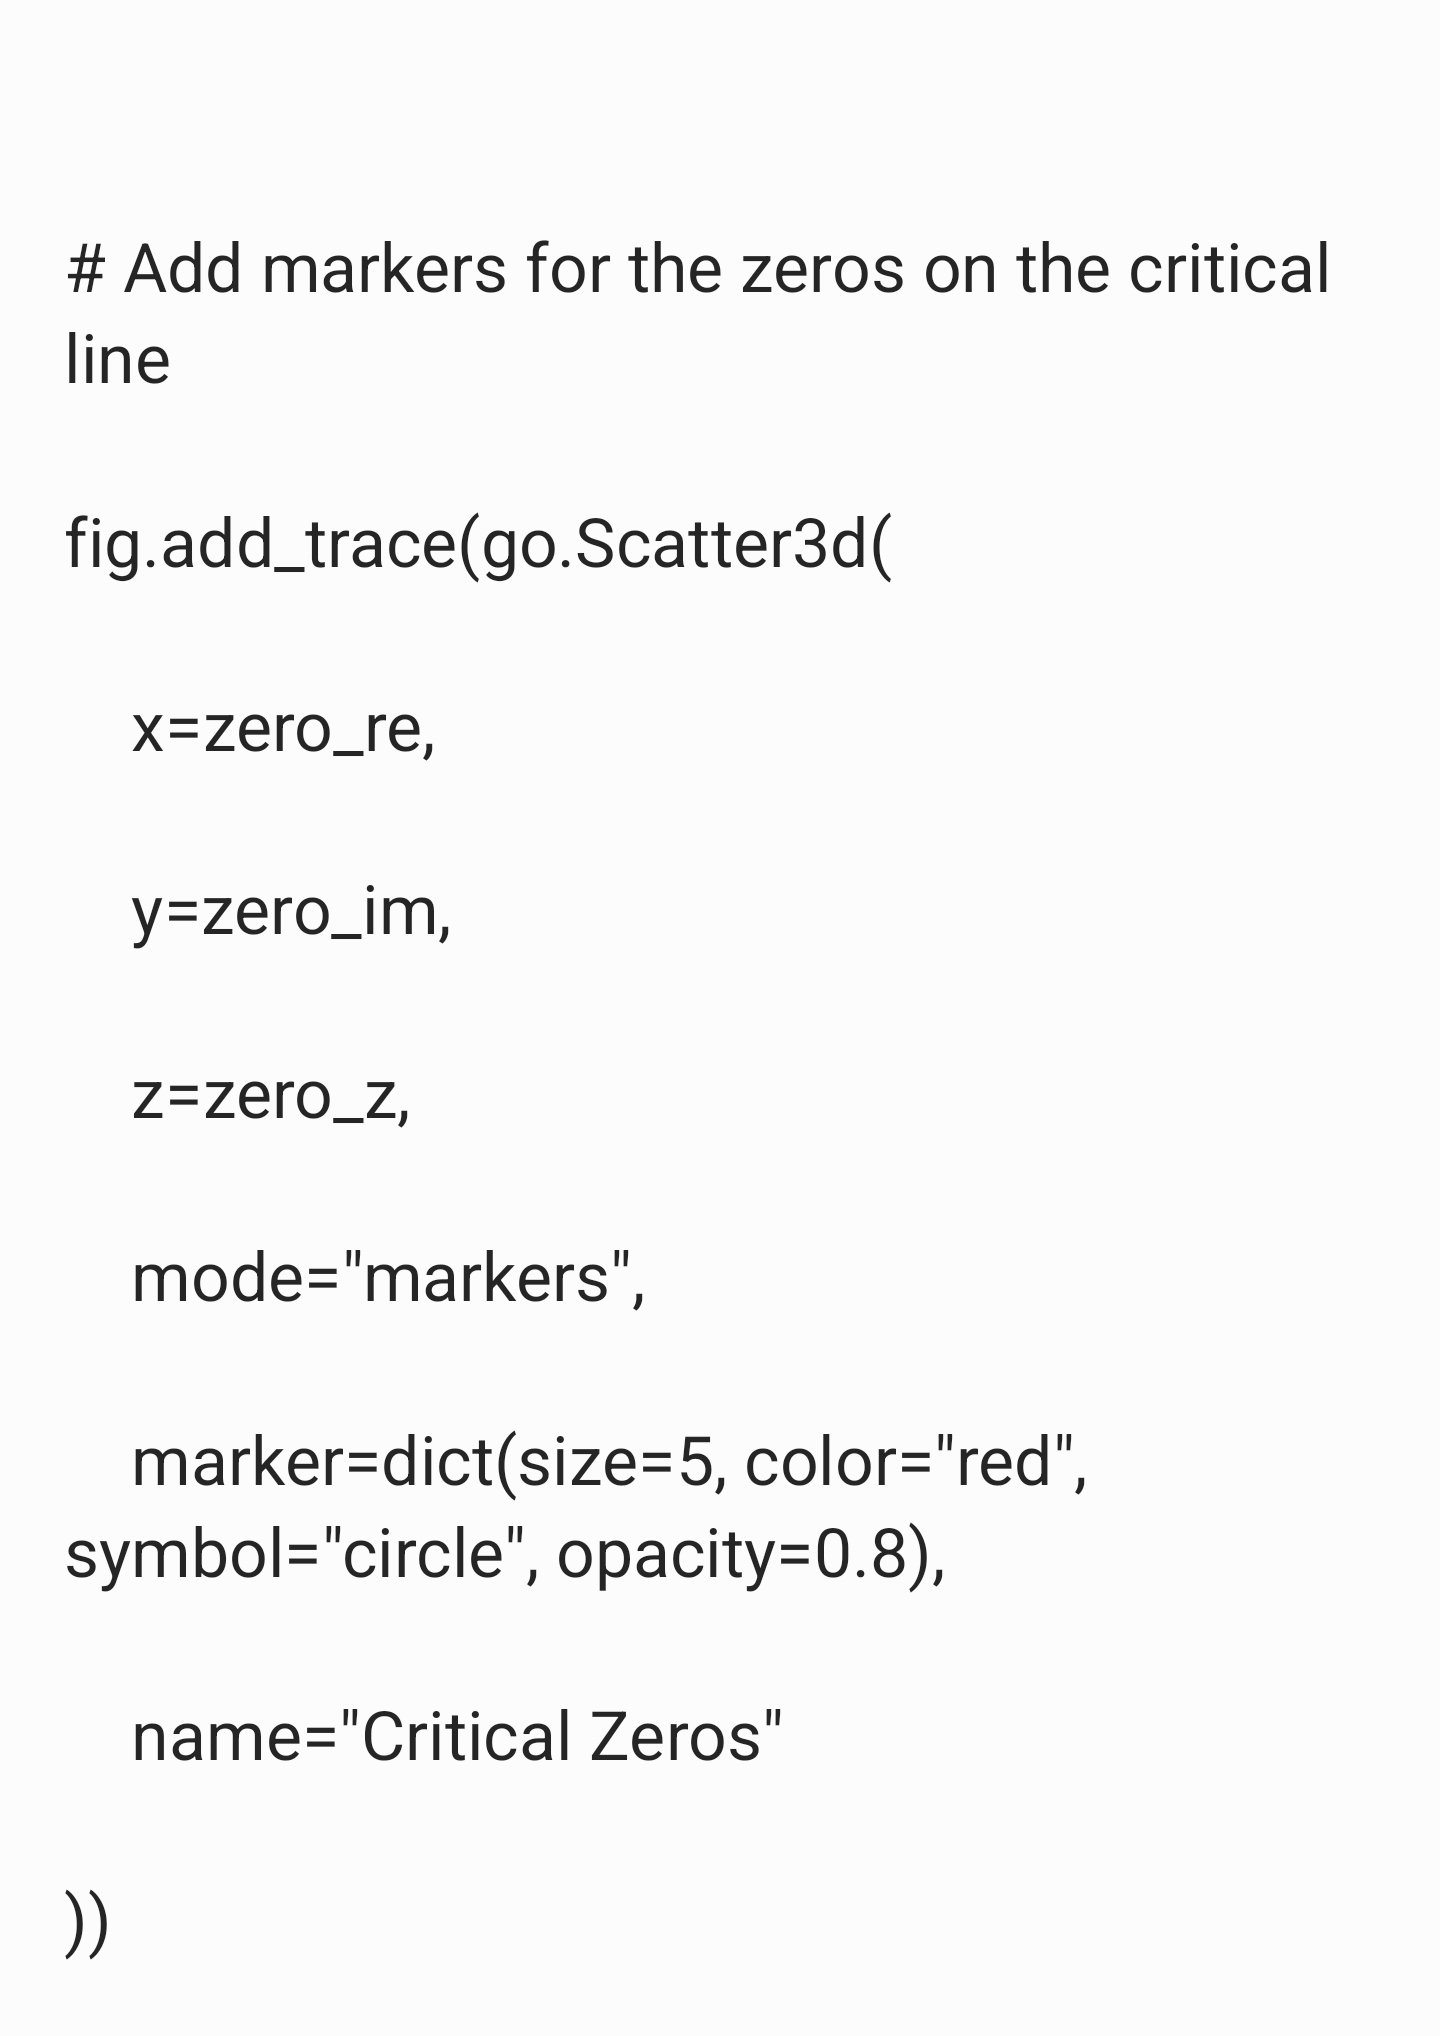 # Add markers for the zeros on the critical
line
fig.add_trace(go.Scatter3d(
x=zero_re,
y=zero_im,
z=zero_z,
mode="markers",
marker=dict(size=5, color="red",
symbol="circle", opacity=0.8),
name="Critical Zeros"
))